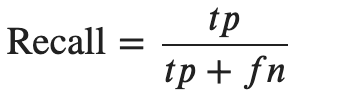 Recall = tp / tp + fn